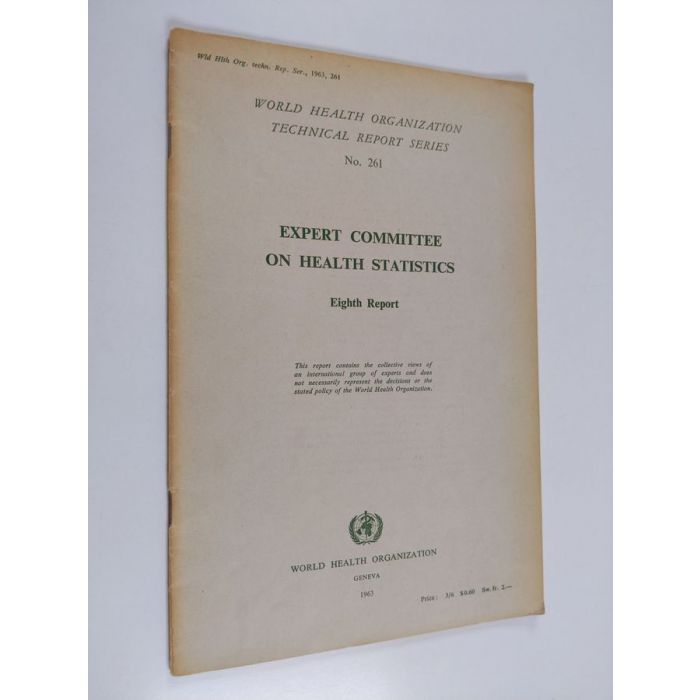 Wld Hlth Org. techn. Rep. Ser., 1963, 261
WORLD HEALTH ORGANIZATION
TECHNICAL REPORT SERIES
No. 261
EXPERT COMMITTEE
ON HEALTH STATISTICS
Eighth Report
This report contains the collective views of
an international group of experts and does
not necessarily represent the decisions or the
stated policy of the World Health Organization.
WORLD HEALTH ORGANIZATION
GENEVA
1963
Price: 3/6 $0.60 Sw. fr. 2.—